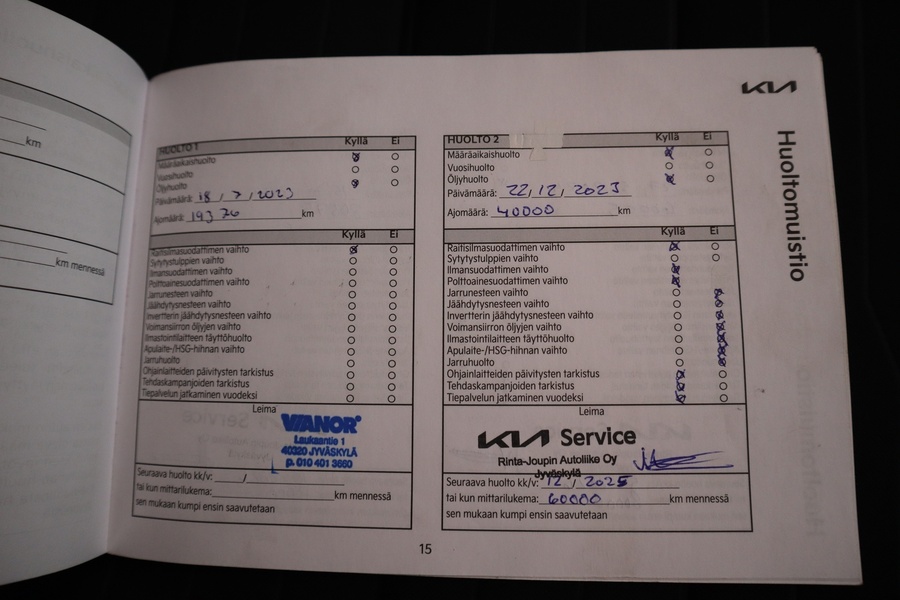 km
km mennessä
KIA
Huoltomuistio
HUOLTO 1 Kyllä Ei
Määräaikaishuolto
Vuosihuolto
Öljyhuolto
Päivämäärä: 18 / 7 / 2023
Ajomäärä: 19376 km
Kyllä Ei
Raitisilmasuodattimen vaihto
Sytytystulppien vaihto
Ilmansuodattimen vaihto
Polttoainesuodattimen vaihto
Jarrunesteen vaihto
Jäähdytysnesteen vaihto
Invertterin jäähdytysnesteen vaihto
Voimansiirron öljyjen vaihto
Ilmastointilaitteen täyttöhuolto
Apulaite-/HSG-hihnan vaihto
Jarruhuolto
Ohjainlaitteiden päivitysten tarkistus
Tehdaskampanjoiden tarkistus
Tiepalvelun jatkaminen vuodeksi
Leima
VIANOR
Laukaantie 1
40320 JYVÄSKYLÄ
p. 010 401 3660
Seuraava huolto kk/v: /
tai kun mittarilukema: km mennessä
sen mukaan kumpi ensin saavutetaan
HUOLTO 2 Kyllä Ei
Määräaikaishuolto
Vuosihuolto
Öljyhuolto
Päivämäärä: 22, 12, 2023
Ajomäärä: 40000 km
Kyllä Ei
Raitisilmasuodattimen vaihto
Sytytystulppien vaihto
Ilmansuodattimen vaihto
Polttoainesuodattimen vaihto
Jarrunesteen vaihto
Jäähdytysnesteen vaihto
Invertterin jäähdytysnesteen vaihto
Voimansiirron öljyjen vaihto
Ilmastointilaitteen täyttöhuolto
Apulaite-/HSG-hihnan vaihto
Jarruhuolto
Ohjainlaitteiden päivitysten tarkistus
Tehdaskampanjoiden tarkistus
Tiepalvelun jatkaminen vuodeksi
Leima
KIA Service
Rinta-Joupin Autoliike Oy
Jyväskylä
Seuraava huolto kk/v: 12 / 2025
tai kun mittarilukema: 60000 km mennessä
sen mukaan kumpi ensin saavutetaan
15